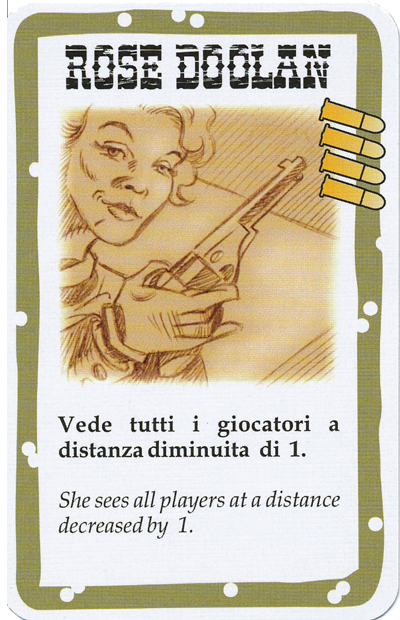 ROSE DOOLAN
Vede tutti i giocatori a
distanza diminuita di 1.
She sees all players at a distance
decreased by 1.